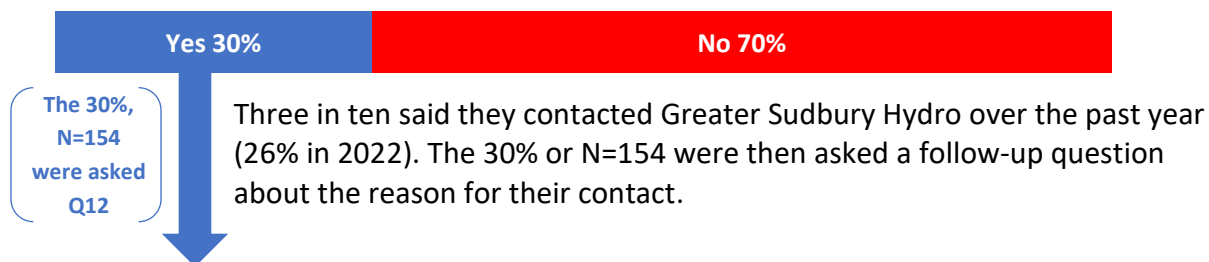 Yes 30%
No 70%
The 30%,
N=154
were asked
Q12
Three in ten said they contacted Greater Sudbury Hydro over the past year
(26% in 2022). The 30% or N=154 were then asked a follow-up question
about the reason for their contact.